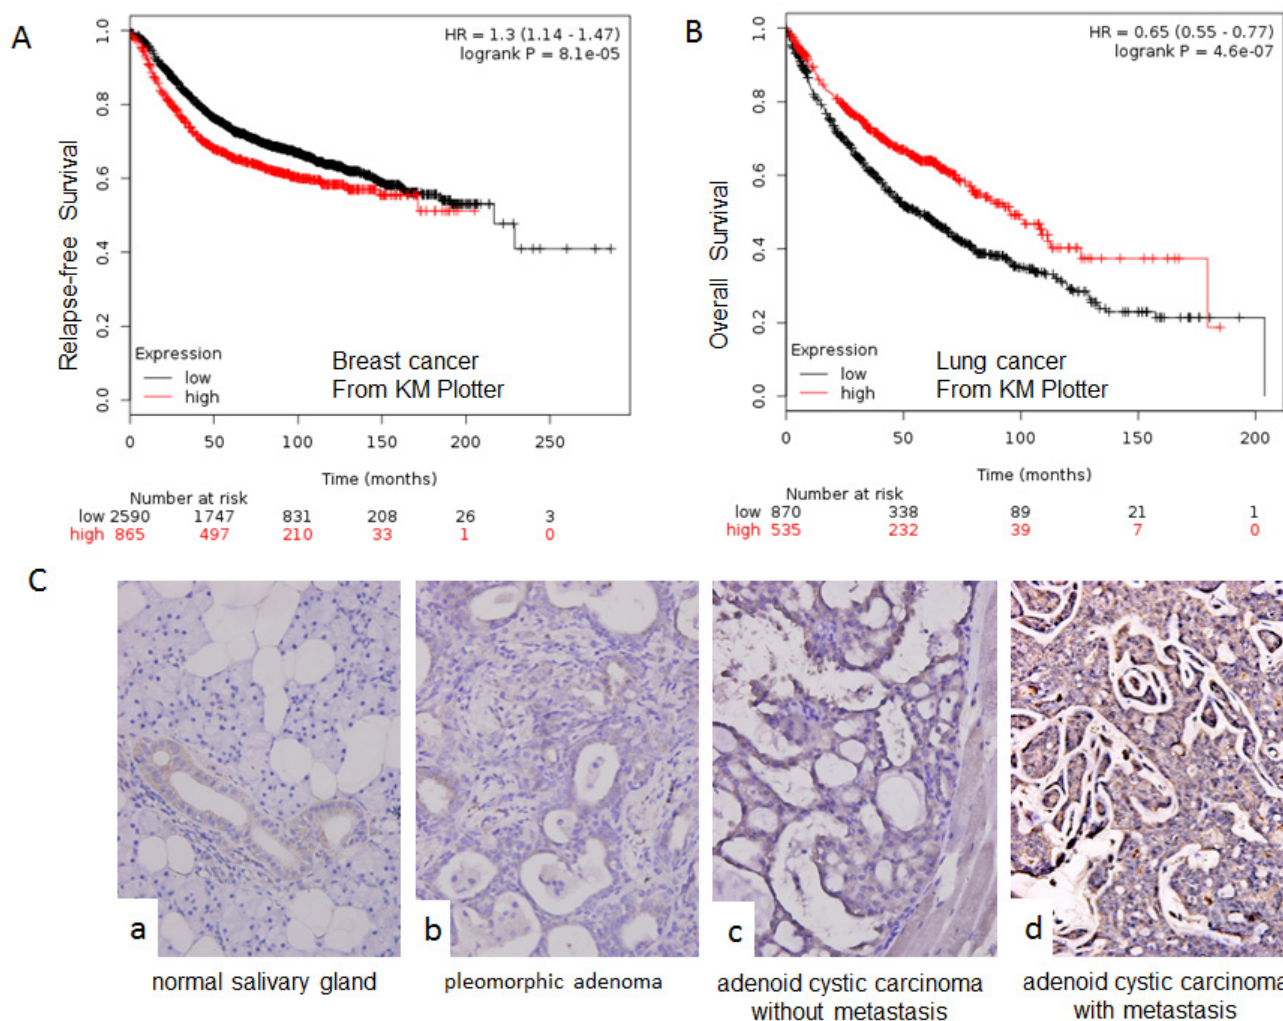 A
HR = 1.3 (1.14 - 1.47)
logrank P = 8.1e-05
Relapse-free Survival
1.0
0.8
0.6
0.4
0.2
0.0
Expression
low
high
Breast cancer
From KM Plotter
0 50 100 150 200 250
Time (months)
Number at risk
low 2590 1747 831 208 26 3
high 865 497 210 33 1 0
B
HR = 0.65 (0.55 - 0.77)
logrank P = 4.6e-07
Overall Survival
1.0
0.8
0.6
0.4
0.2
0.0
Expression
low
high
Lung cancer
From KM Plotter
0 50 100 150 200
Time (months)
Number at risk
low 870 338 89 21 1
high 535 232 39 7 0
C
a
normal salivary gland
b
pleomorphic adenoma
c
adenoid cystic carcinoma
without metastasis
d
adenoid cystic carcinoma
with metastasis